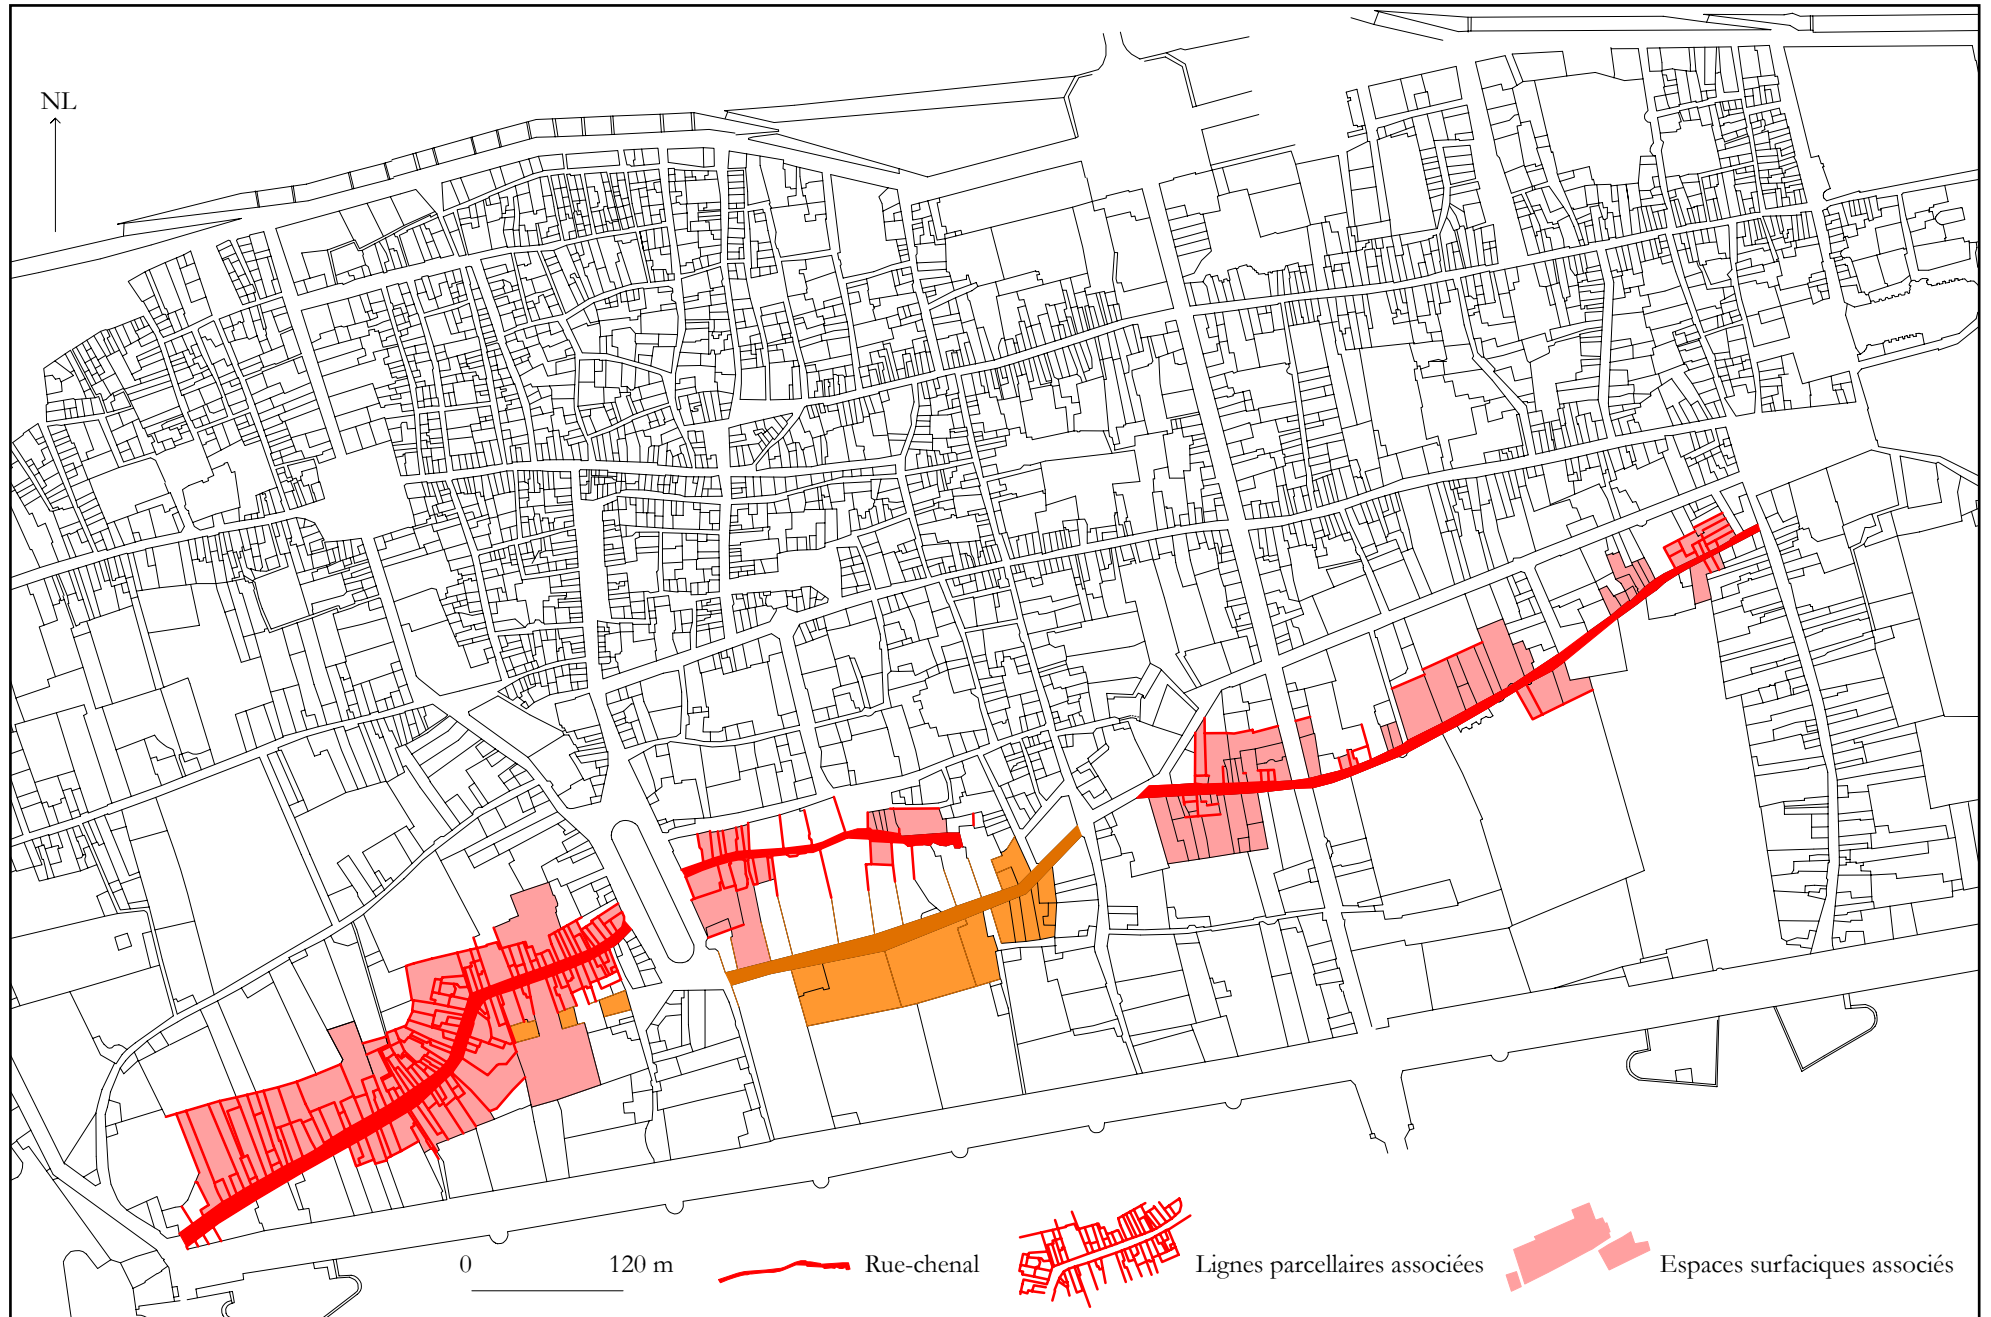 NL
0 120 m
Rue-chenal
Lignes parcellaires associées
Espaces surfaciques associés